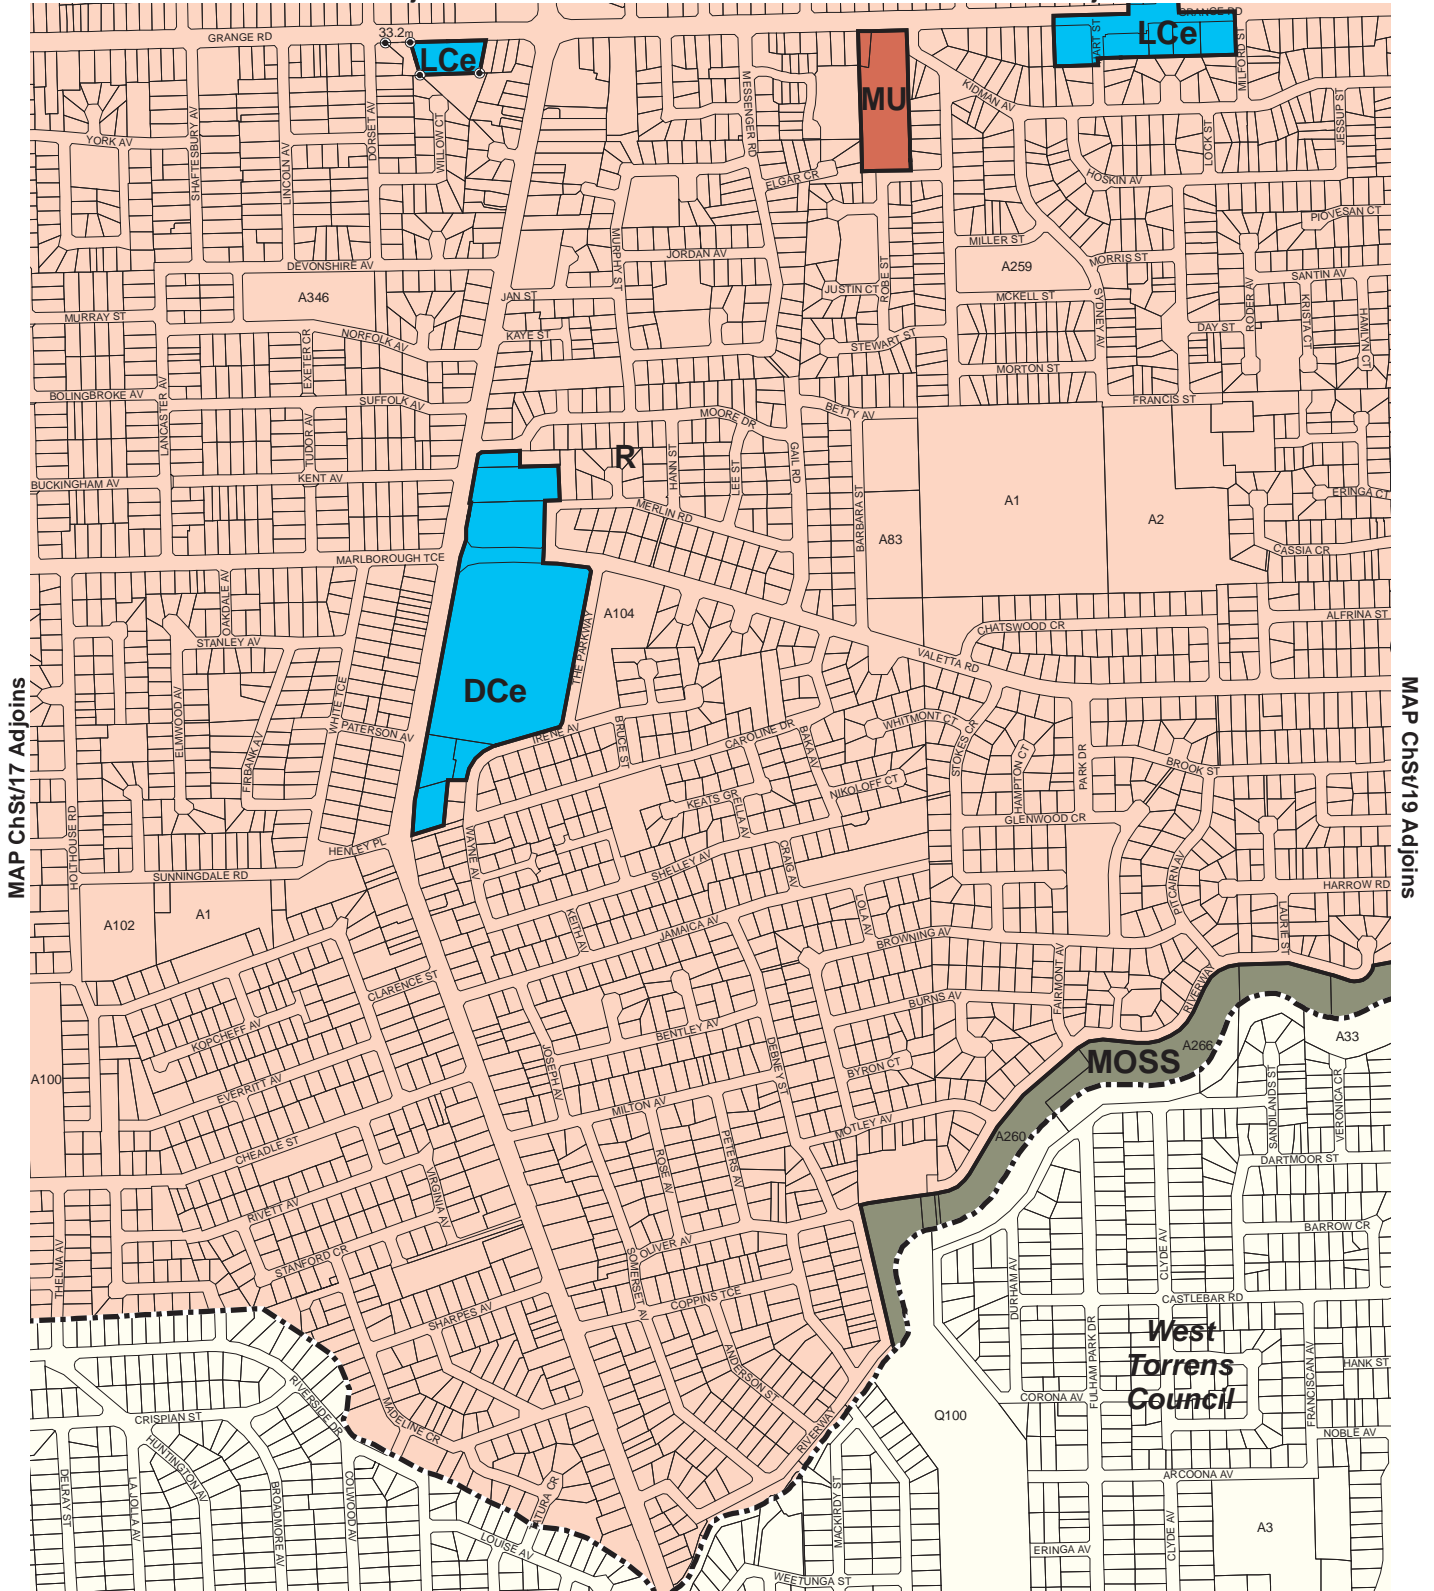 GRANGE RD
33.2m
LCe
MU
GRANGE RD
HART ST
LCe
MILFORD ST
KIDMAN AV
YORK AV
SHAFTESBURY AV
LINCOLN AV
DORSET AV
WILLOW CT
MESSENGER RD
ELGAR CR
LOCK ST
JESSUP ST
HOSKIN AV
PIOVESAN CT
MURPHY ST
JORDAN AV
MILLER ST
A259
MORRIS ST
DEVONSHIRE AV
A346
JAN ST
JUSTIN CT
ROBE ST
MCKELL ST
SYDNEY AV
SANTIN AV
RODER AV
KRISTA CT
HAMLYN CT
MURRAY ST
NORFOLK AV
EXETER CR
KAYE ST
STEWART ST
DAY ST
MORTON ST
BOLINGBROKE AV
LANCASTER AV
SUFFOLK AV
TUDOR AV
MOORE DR
BETTY AV
FRANCIS ST
R
HANN ST
LEE ST
GAIL RD
BUCKINGHAM AV
KENT AV
MERLIN RD
BARBARA ST
A83
A1
A2
ERINGA CT
CASSIA CR
MARLBOROUGH TCE
OAKDALE AV
STANLEY AV
THE PARKWAY
A104
CHATSWOOD CR
ALFRINA ST
VALETTA RD
DCe
ELMWOOD AV
FIRBANK AV
WHITE TCE
PATERSON AV
IRENE AV
BRUCE ST
CAROLINE DR
BAKA AV
WHITMONT CT
STOKES CR
HAMPTON CT
PARK DR
BROOK ST
NIKOLOFF CT
KEATS GR
ELLA AV
GLENWOOD CR
MAP ChSt/17 Adjoins
MAP ChSt/19 Adjoins
HOLTHOUSE RD
HENLEY PL
WAYNE AV
SHELLEY AV
CRAIG AV
PITCAIRN AV
SUNNINGDALE RD
HARROW RD
A102
A1
KEITH AV
JAMAICA AV
OLA AV
BROWNING AV
LAURIE ST
CLARENCE ST
FAIRMONT AV
RIVERWAY
BURNS AV
KOPCHEFF AV
BENTLEY AV
A266
A33
MOSS
A100
EVERRITT AV
JOSEPH AV
DEBNEY ST
BYRON CT
SANDILANDS ST
VERONICA CR
MILTON AV
MOTLEY AV
A260
CHEADLE ST
PETERS AV
ROSE AV
DARTMOOR ST
VIRGINIA AV
RIVETT AV
BARROW CR
THELMA AV
STANFORD CR
SOMERSET AV
OLIVER AV
DURHAM AV
CLYDE AV
COPPINS TCE
CASTLEBAR RD
SHARPES AV
FULHAM PARK DR
West
Torrens
Council
FRANCISCAN AV
HANK ST
ANDERSON ST
RIVERSIDE DR
CRISPIAN ST
MADELINE CR
CORONA AV
Q100
NOBLE AV
RIVERWAY
HUNTINGTON AV
DELRAY ST
LA JOLLA AV
BROADMORE AV
COLWOOD AV
ARCOONA AV
MACKIRDY ST
CLYDE AV
A3
LOUISE AV
ERINGA AV
WEETUNGA ST